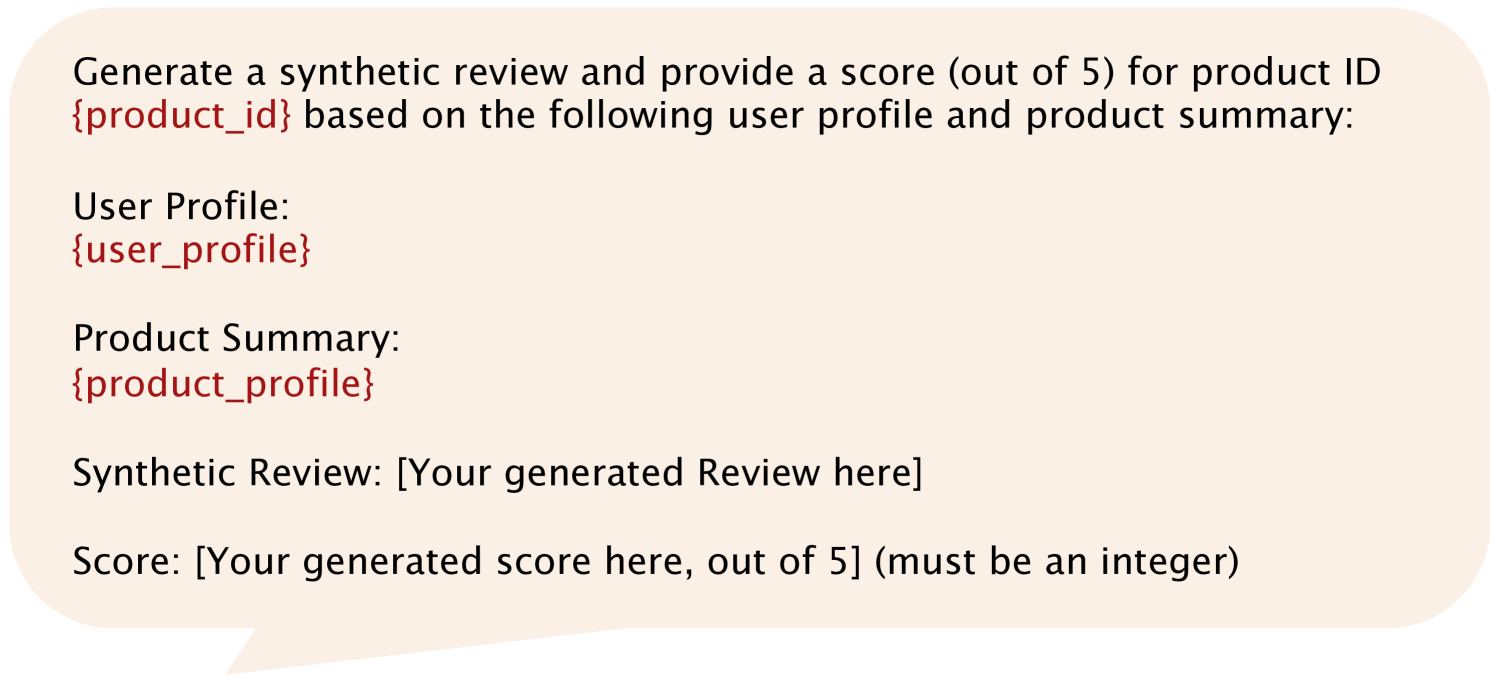 Generate a synthetic review and provide a score (out of 5) for product ID
{product_id} based on the following user profile and product summary:
User Profile:
{user_profile}
Product Summary:
{product_profile}
Synthetic Review: [Your generated Review here]
Score: [Your generated score here, out of 5] (must be an integer)